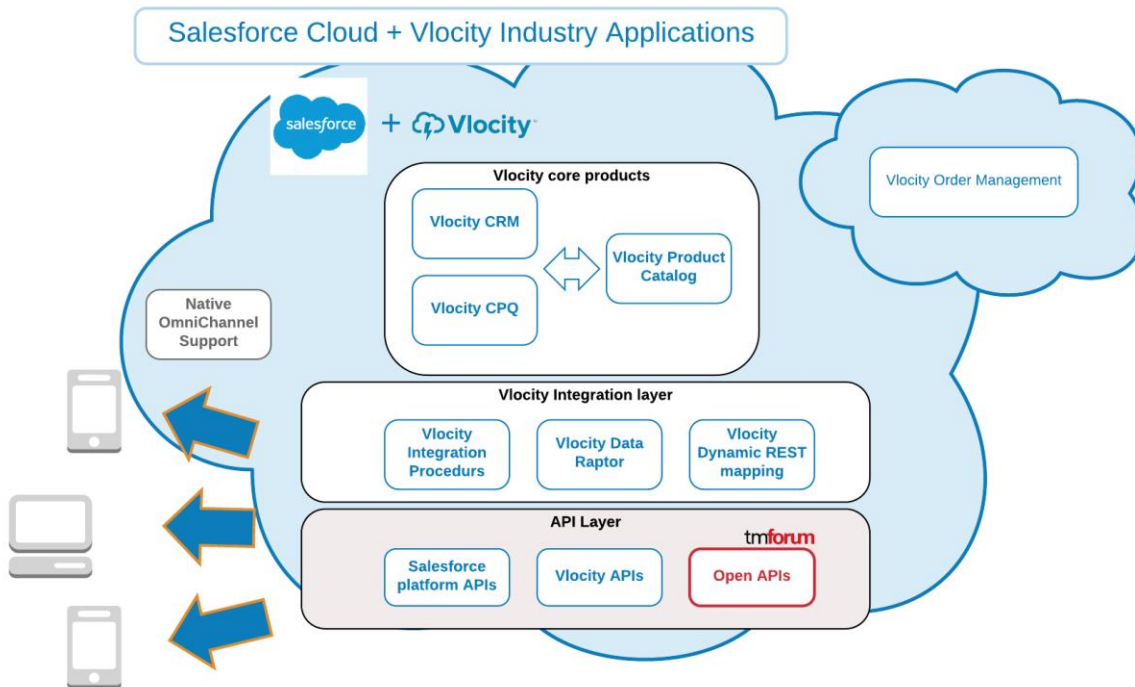 Salesforce Cloud + Vlocity Industry Applications
salesforce
+
Vlocity™
Vlocity Order Management
Vlocity core products
Vlocity CRM
Vlocity Product
Catalog
Vlocity CPQ
Native
OmniChannel
Support
Vlocity Integration layer
Vlocity
Integration
Procedurs
Vlocity Data
Raptor
Vlocity
Dynamic REST
mapping
API Layer
tmforum
Salesforce
platform APIs
Vlocity APIs
Open APIs